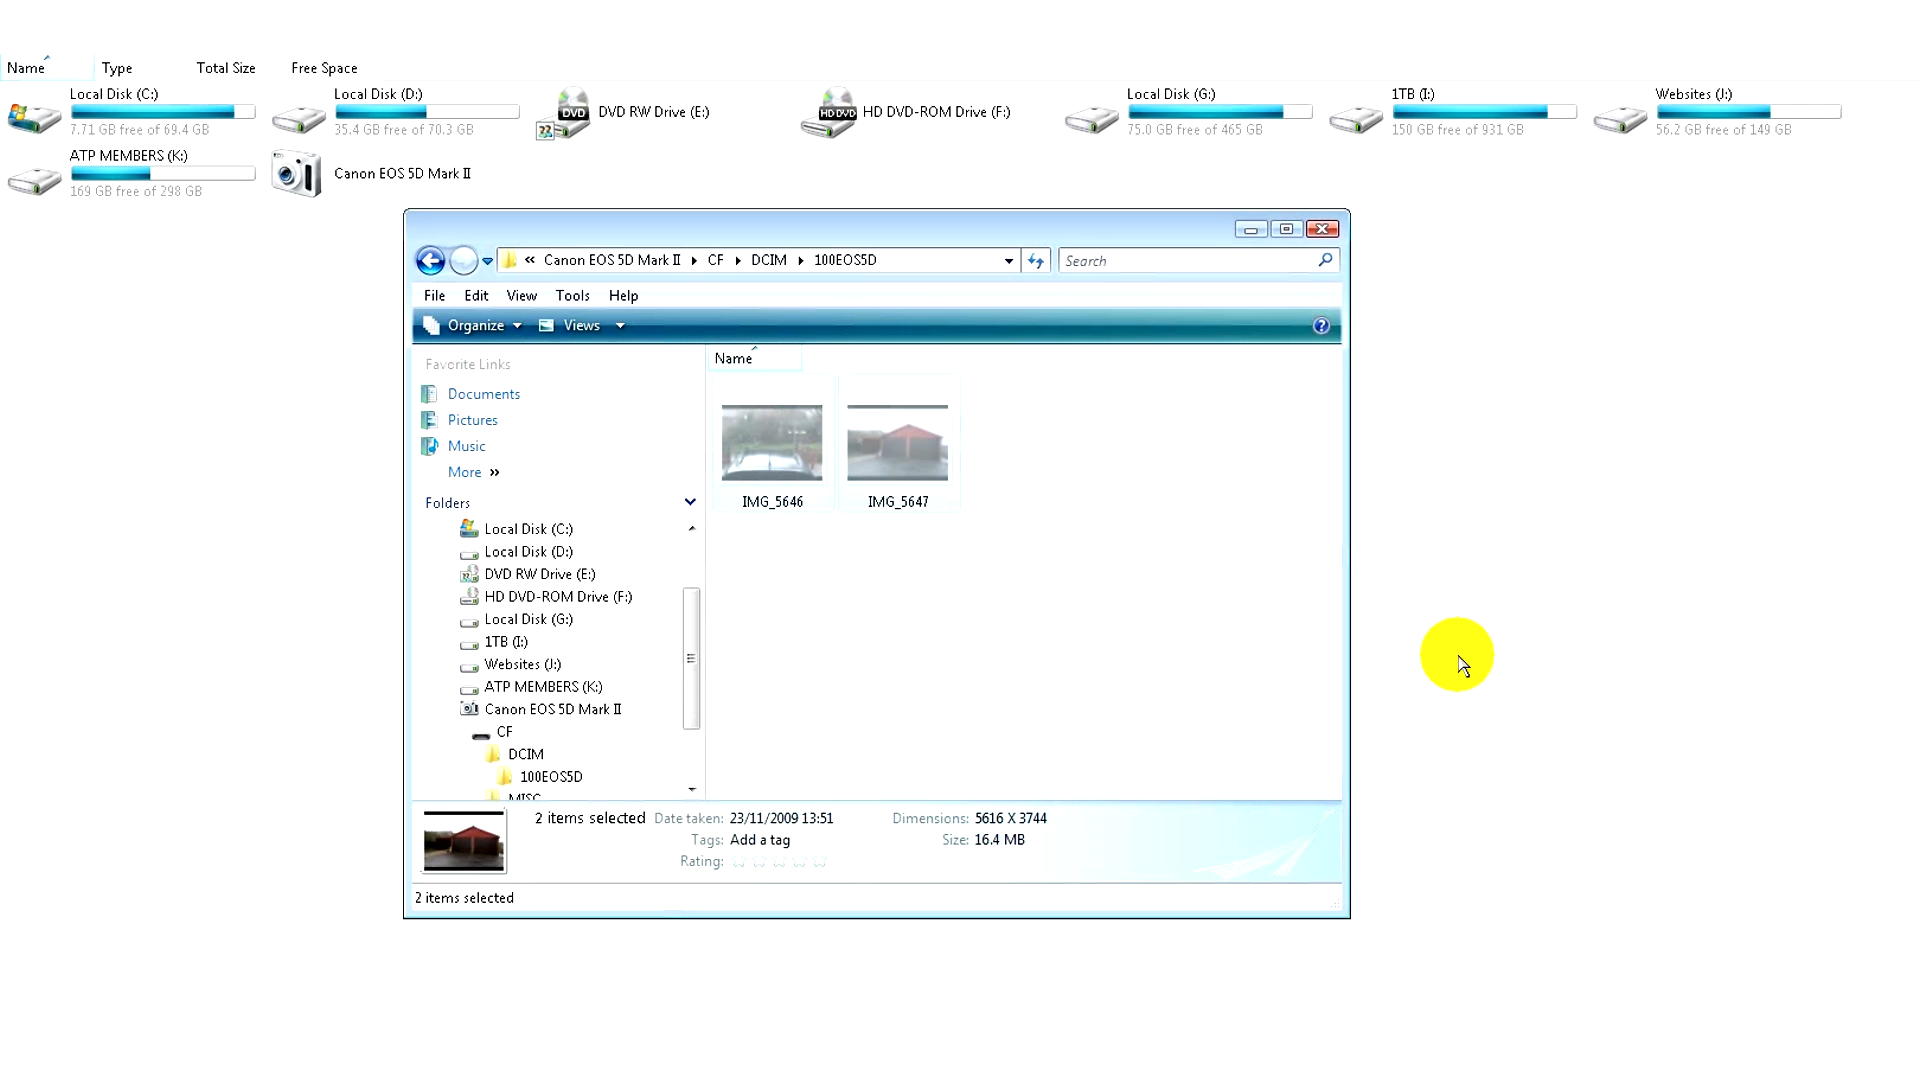 Name Type Total Size Free Space
Local Disk (C:) Local Disk (D:) DVD RW Drive (E:) HD DVD-ROM Drive (F:) Local Disk (G:) 1TB (I:) Websites (J:)
7.71 GB free of 69.4 GB 35.4 GB free of 70.3 GB 75.0 GB free of 465 GB 150 GB free of 931 GB 56.2 GB free of 149 GB
ATP MEMBERS (K:) Canon EOS 5D Mark II
169 GB free of 298 GB
« Canon EOS 5D Mark II CF DCIM 100EOS5D Search
File Edit View Tools Help
Organize Views
Favorite Links
Documents
Pictures
Music
More »
Folders
Local Disk (C:)
Local Disk (D:)
DVD RW Drive (E:)
HD DVD-ROM Drive (F:)
Local Disk (G:)
1TB (I:)
Websites (J:)
ATP MEMBERS (K:)
Canon EOS 5D Mark II
CF
DCIM
100EOS5D
MISC
Name
IMG_5646 IMG_5647
2 items selected Date taken: 23/11/2009 13:51 Dimensions: 5616 X 3744
Tags: Add a tag Size: 16.4 MB
Rating:
2 items selected